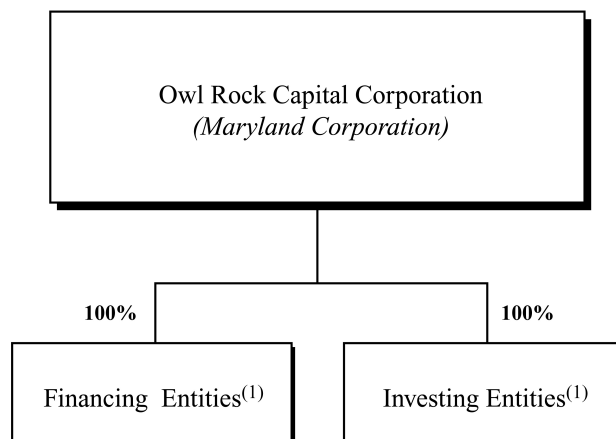 Owl Rock Capital Corporation
(Maryland Corporation)
100%
100%
Financing Entities(1)
Investing Entities(1)